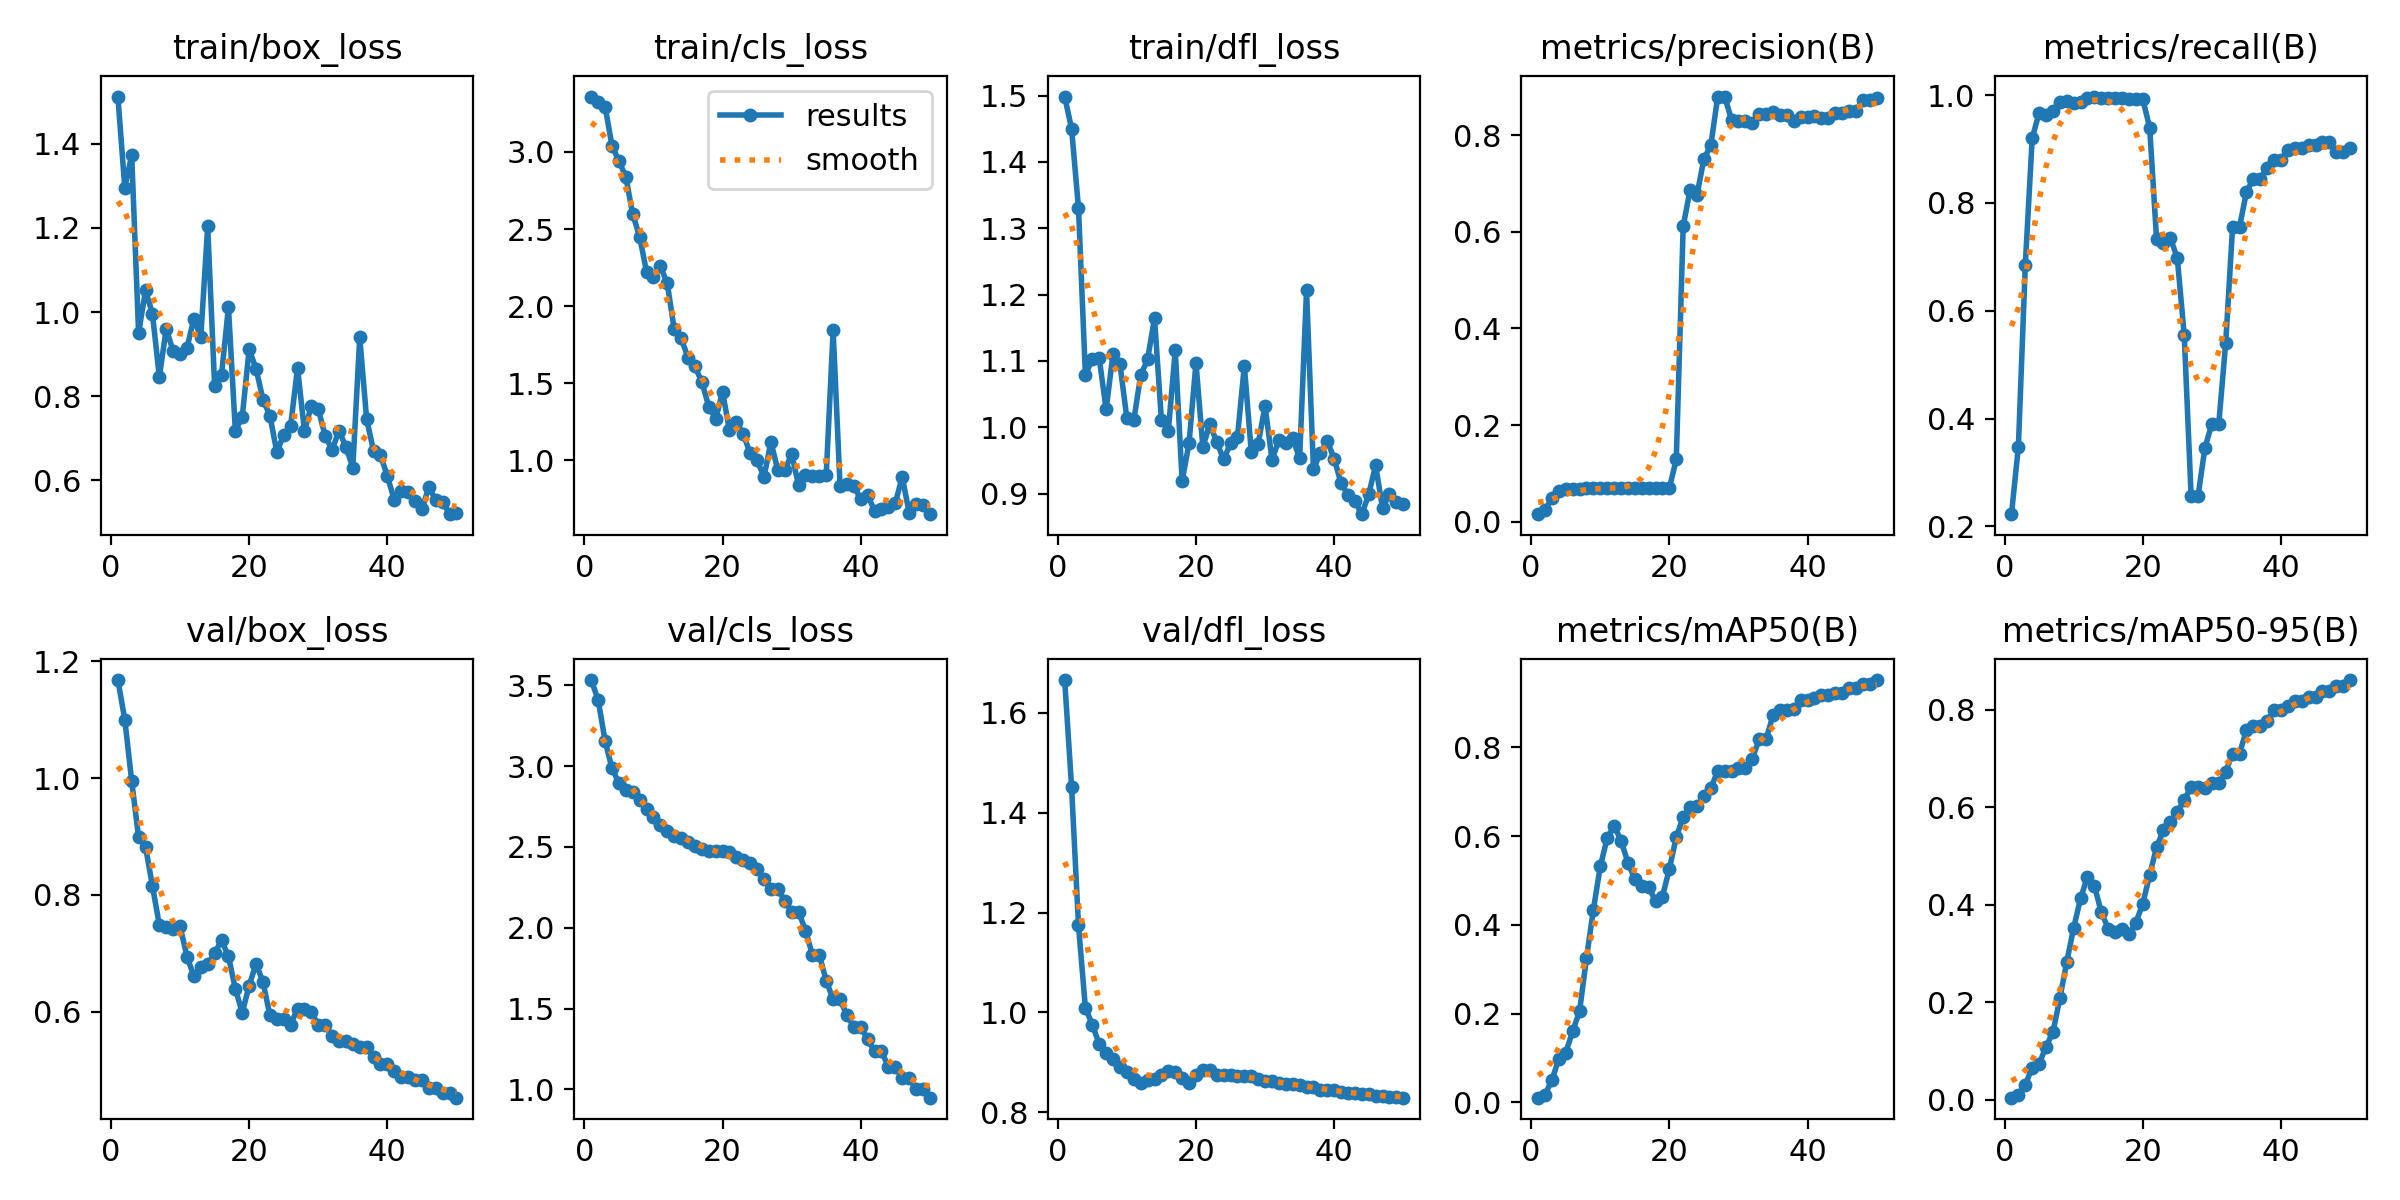 train/box_loss
1.4
1.2
1.0
0.8
0.6
0 20 40
train/cls_loss
results
smooth
3.0
2.5
2.0
1.5
1.0
0 20 40
train/dfl_loss
1.5
1.4
1.3
1.2
1.1
1.0
0.9
0 20 40
metrics/precision(B)
0.8
0.6
0.4
0.2
0.0
0 20 40
metrics/recall(B)
1.0
0.8
0.6
0.4
0.2
0 20 40
val/box_loss
1.2
1.0
0.8
0.6
0 20 40
val/cls_loss
3.5
3.0
2.5
2.0
1.5
1.0
0 20 40
val/dfl_loss
1.6
1.4
1.2
1.0
0.8
0 20 40
metrics/mAP50(B)
0.8
0.6
0.4
0.2
0.0
0 20 40
metrics/mAP50-95(B)
0.8
0.6
0.4
0.2
0.0
0 20 40